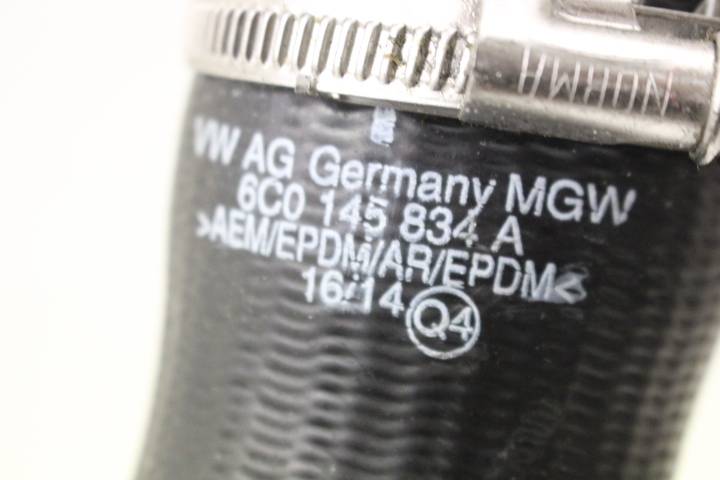 NORMA
VW AG Germany MGW
6C0 145 834 A
>AEM/EPDM/AR/EPDM<
16/14 Q4